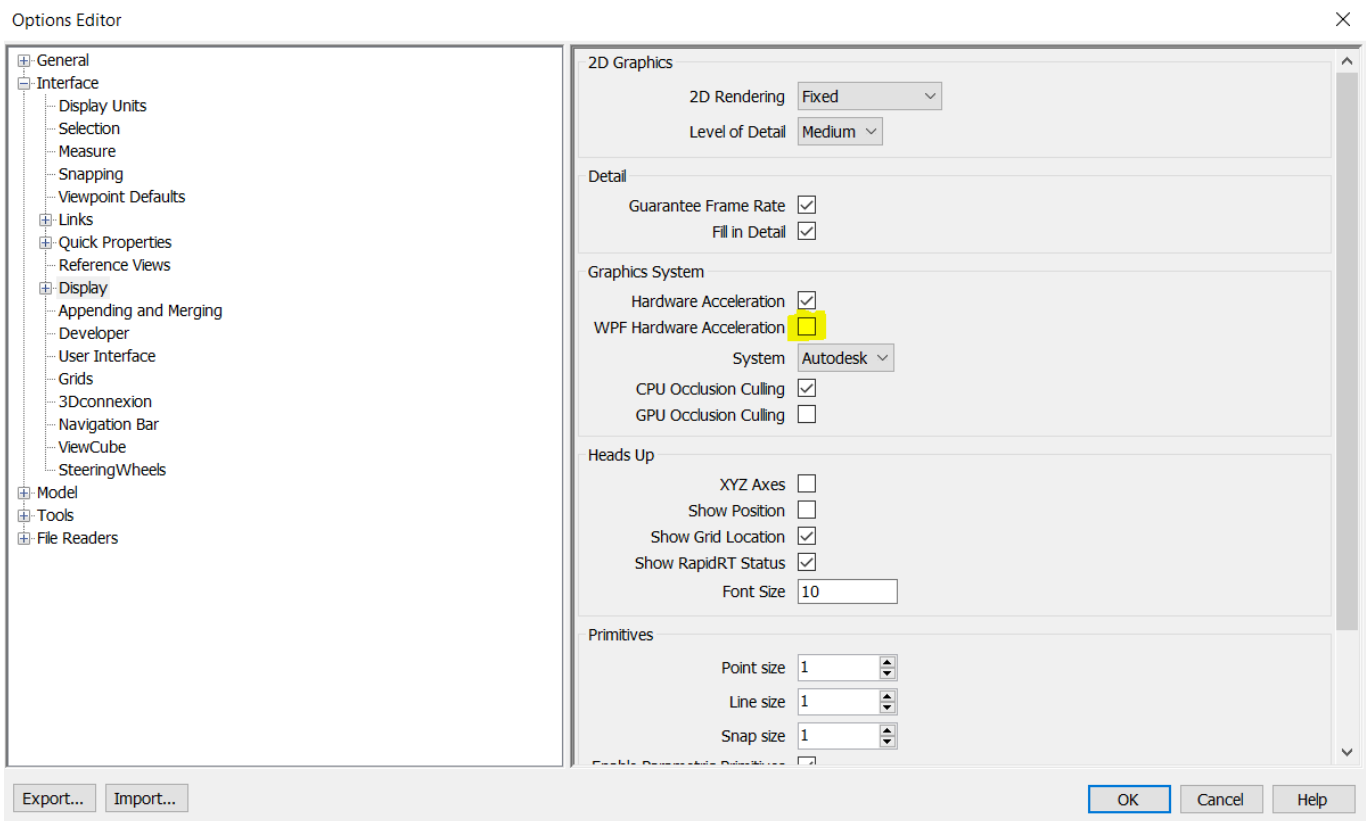 Options Editor
General
Interface
Display Units
Selection
Measure
Snapping
Viewpoint Defaults
Links
Quick Properties
Reference Views
Display
Appending and Merging
Developer
User Interface
Grids
3Dconnexion
Navigation Bar
ViewCube
SteeringWheels
Model
Tools
File Readers
2D Graphics
2D Rendering Fixed
Level of Detail Medium
Detail
Guarantee Frame Rate
Fill in Detail
Graphics System
Hardware Acceleration
WPF Hardware Acceleration
System Autodesk
CPU Occlusion Culling
GPU Occlusion Culling
Heads Up
XYZ Axes
Show Position
Show Grid Location
Show RapidRT Status
Font Size 10
Primitives
Point size 1
Line size 1
Snap size 1
Enable Parametric Primitives
Export... Import... OK Cancel Help